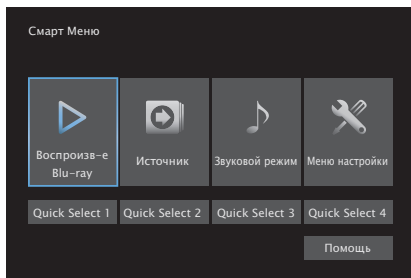 Смарт Меню
Воспроизв-е
Blu-ray
Источник
Звуковой режим
Меню настройки
Quick Select 1
Quick Select 2
Quick Select 3
Quick Select 4
Помощь